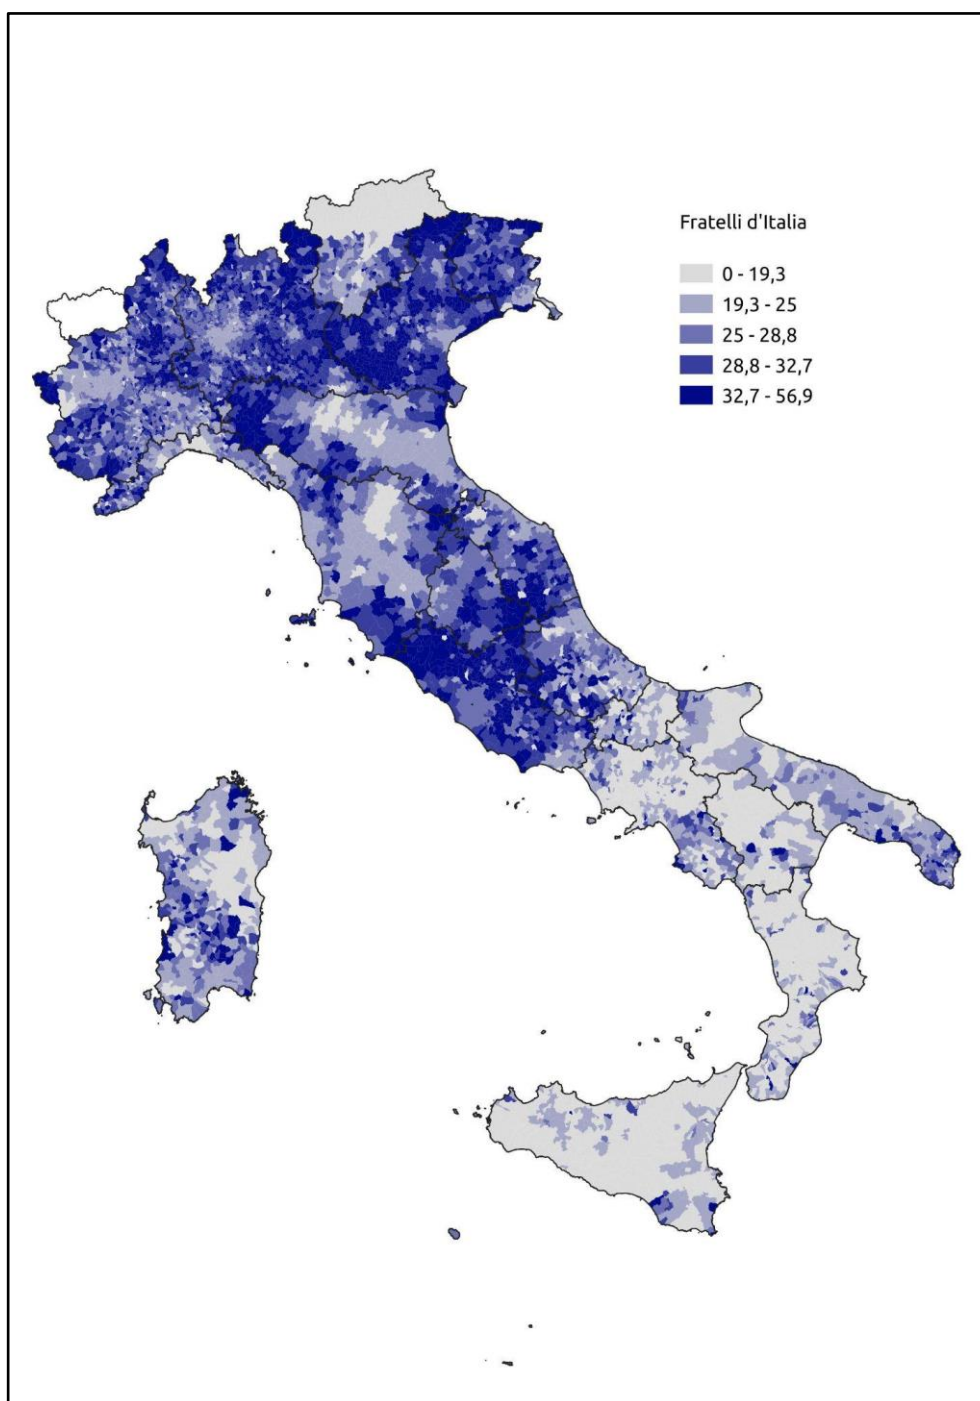 Fratelli d'Italia
0 - 19,3
19,3 - 25
25 - 28,8
28,8 - 32,7
32,7 - 56,9